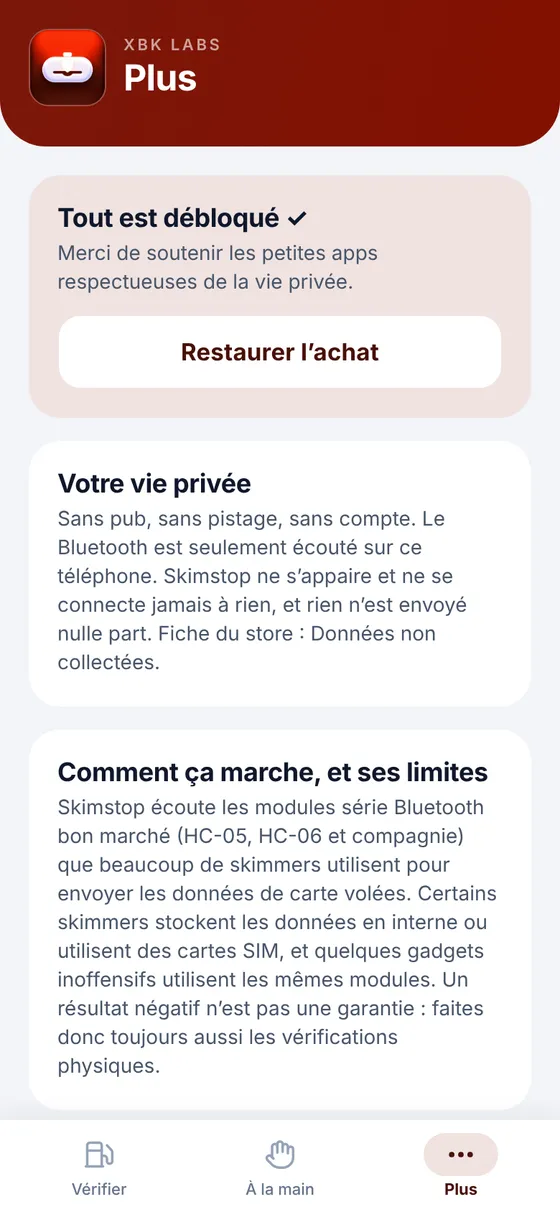 XBK LABS
Plus
Tout est débloqué ✓
Merci de soutenir les petites apps
respectueuses de la vie privée.
Restaurer l’achat
Votre vie privée
Sans pub, sans pistage, sans compte. Le
Bluetooth est seulement écouté sur ce
téléphone. Skimstop ne s’appaire et ne se
connecte jamais à rien, et rien n’est envoyé
nulle part. Fiche du store : Données non
collectées.
Comment ça marche, et ses limites
Skimstop écoute les modules série Bluetooth
bon marché (HC-05, HC-06 et compagnie)
que beaucoup de skimmers utilisent pour
envoyer les données de carte volées. Certains
skimmers stockent les données en interne ou
utilisent des cartes SIM, et quelques gadgets
inoffensifs utilisent les mêmes modules. Un
résultat négatif n’est pas une garantie : faites
donc toujours aussi les vérifications
physiques.
Vérifier
À la main
Plus